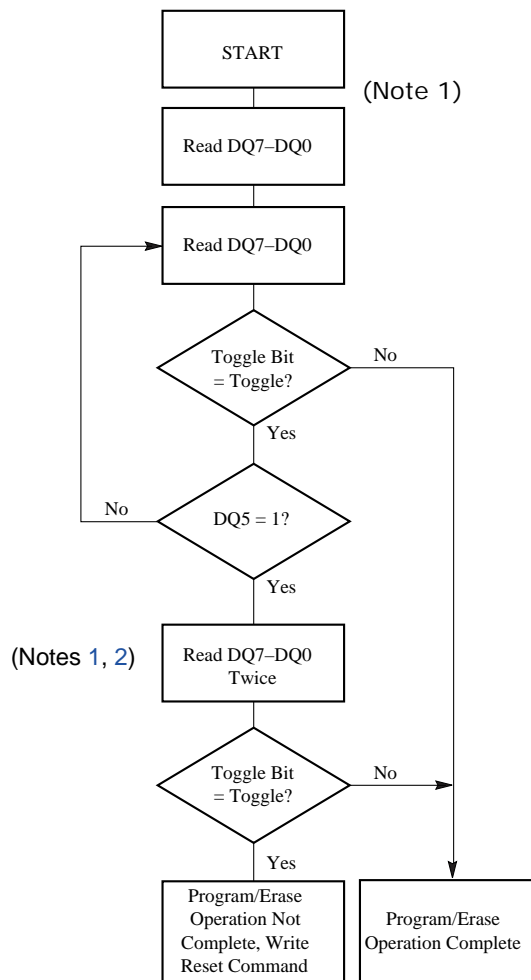 START
(Note 1)
Read DQ7–DQ0
Read DQ7–DQ0
Toggle Bit
= Toggle?
No
Yes
No
DQ5 = 1?
Yes
(Notes 1, 2)
Read DQ7–DQ0
Twice
Toggle Bit
= Toggle?
No
Yes
Program/Erase
Operation Not
Complete, Write
Reset Command
Program/Erase
Operation Complete